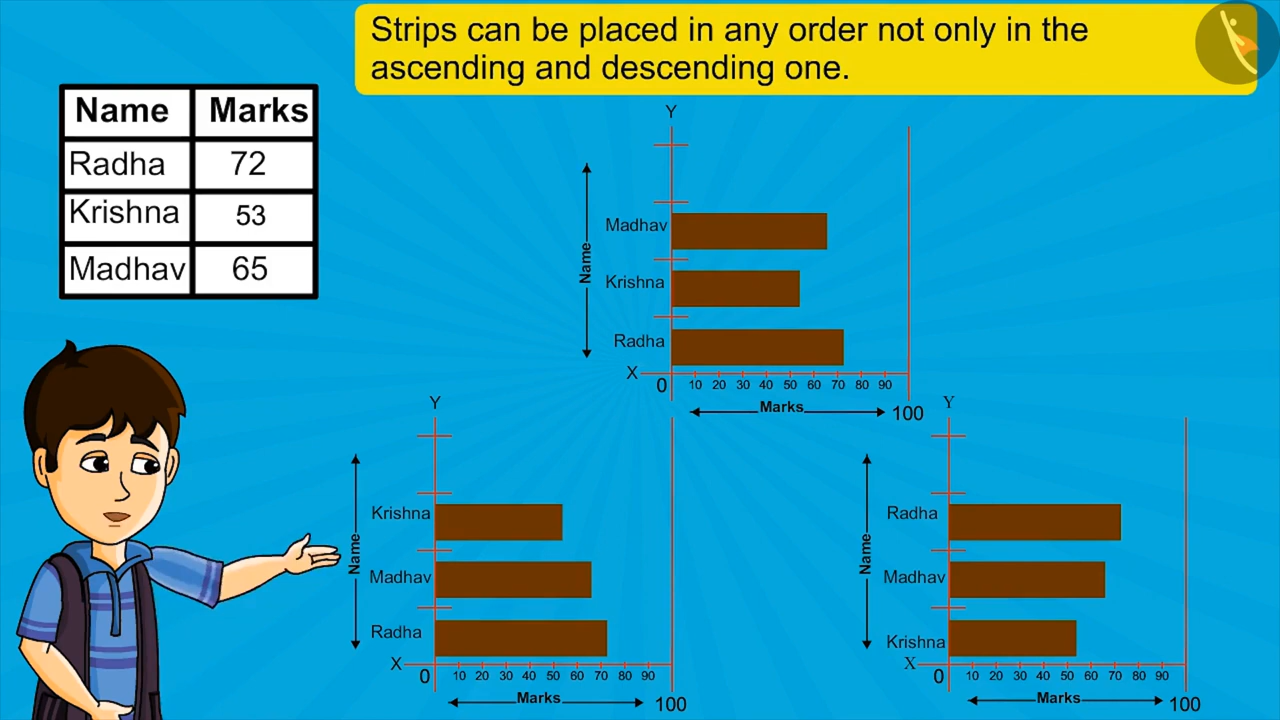 Strips can be placed in any order not only in the
ascending and descending one.
Name Marks
Radha 72
Krishna 53
Madhav 65
Y
Madhav
Krishna
Radha
Name
X 0 10 20 30 40 50 60 70 80 90 100
Marks
Y
Krishna
Madhav
Radha
Name
X 0 10 20 30 40 50 60 70 80 90 100
Marks
Y
Radha
Madhav
Krishna
Name
X 0 10 20 30 40 50 60 70 80 90 100
Marks